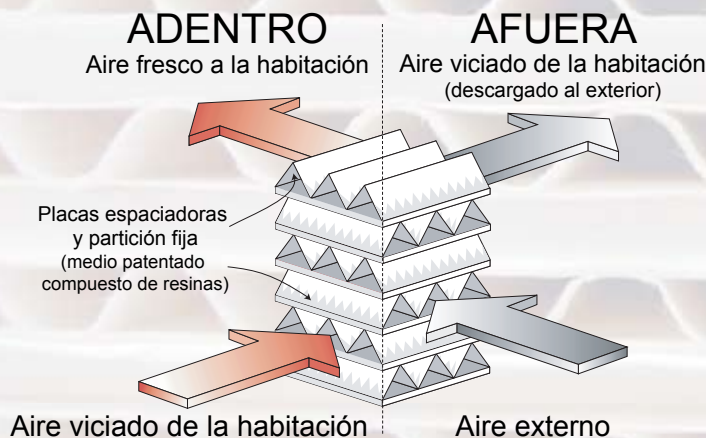 ADENTRO
Aire fresco a la habitación
AFUERA
Aire viciado de la habitación
(descargado al exterior)
Placas espaciadoras
y partición fija
(medio patentado
compuesto de resinas)
Aire viciado de la habitación
Aire externo